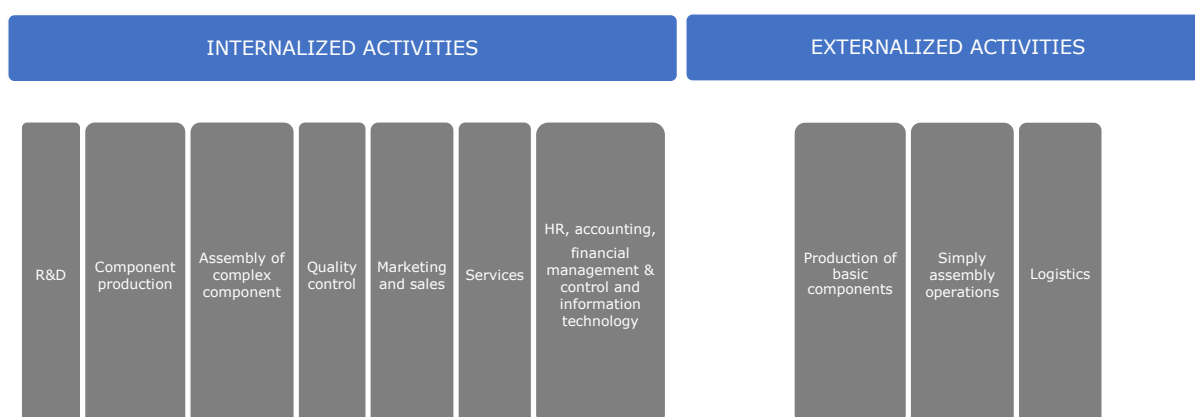 INTERNALIZED ACTIVITIES
EXTERNALIZED ACTIVITIES
R&D
Component
production
Assembly of
complex
component
Quality
control
Marketing
and sales
Services
HR, accounting,
financial
management &
control and
information
technology
Production of
basic
components
Simply
assembly
operations
Logistics